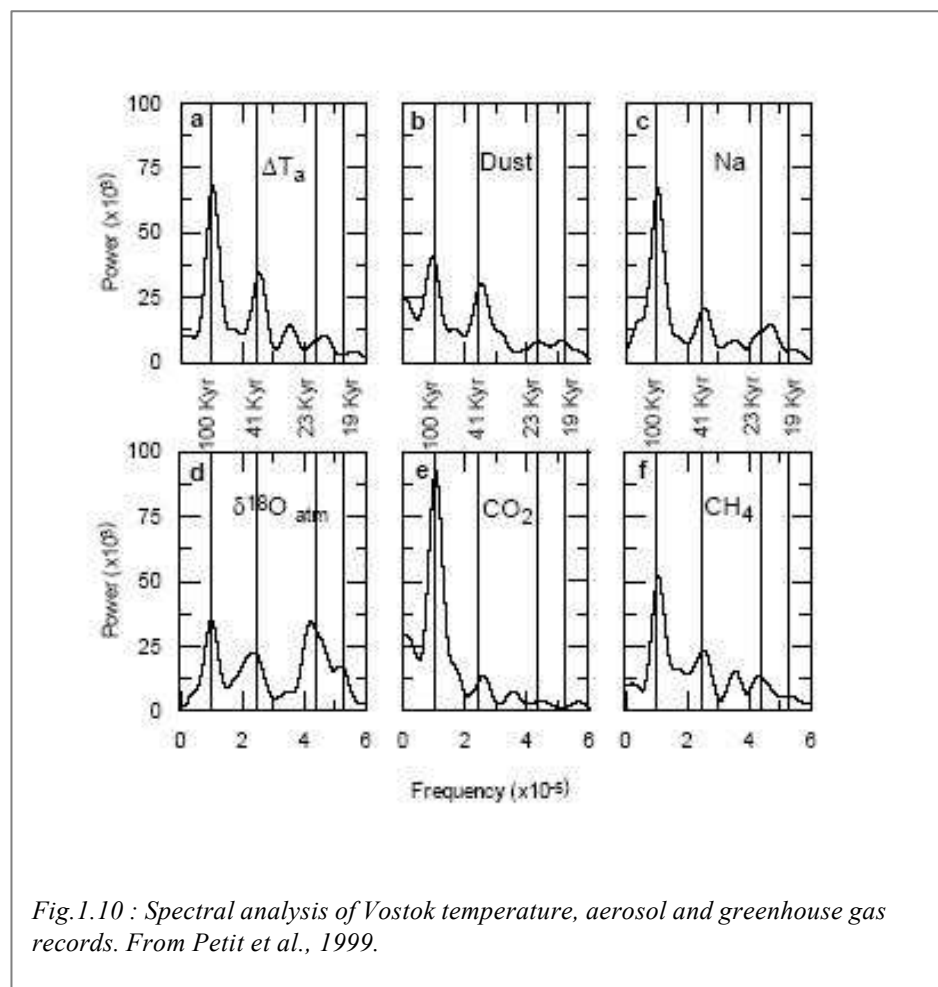 a ΔTₐ b Dust c Na
Power (x10³)
100
75
50
25
0
100 Kyr 41 Kyr 23 Kyr 19 Kyr 100 Kyr 41 Kyr 23 Kyr 19 Kyr 100 Kyr 41 Kyr 23 Kyr 19 Kyr
d δ¹⁸O atm e CO₂ f CH₄
Power (x10³)
100
75
50
25
0
0 2 4 6 0 2 4 6 0 2 4 6
Frequency (x10⁻⁵)
Fig.1.10 : Spectral analysis of Vostok temperature, aerosol and greenhouse gas
records. From Petit et al., 1999.